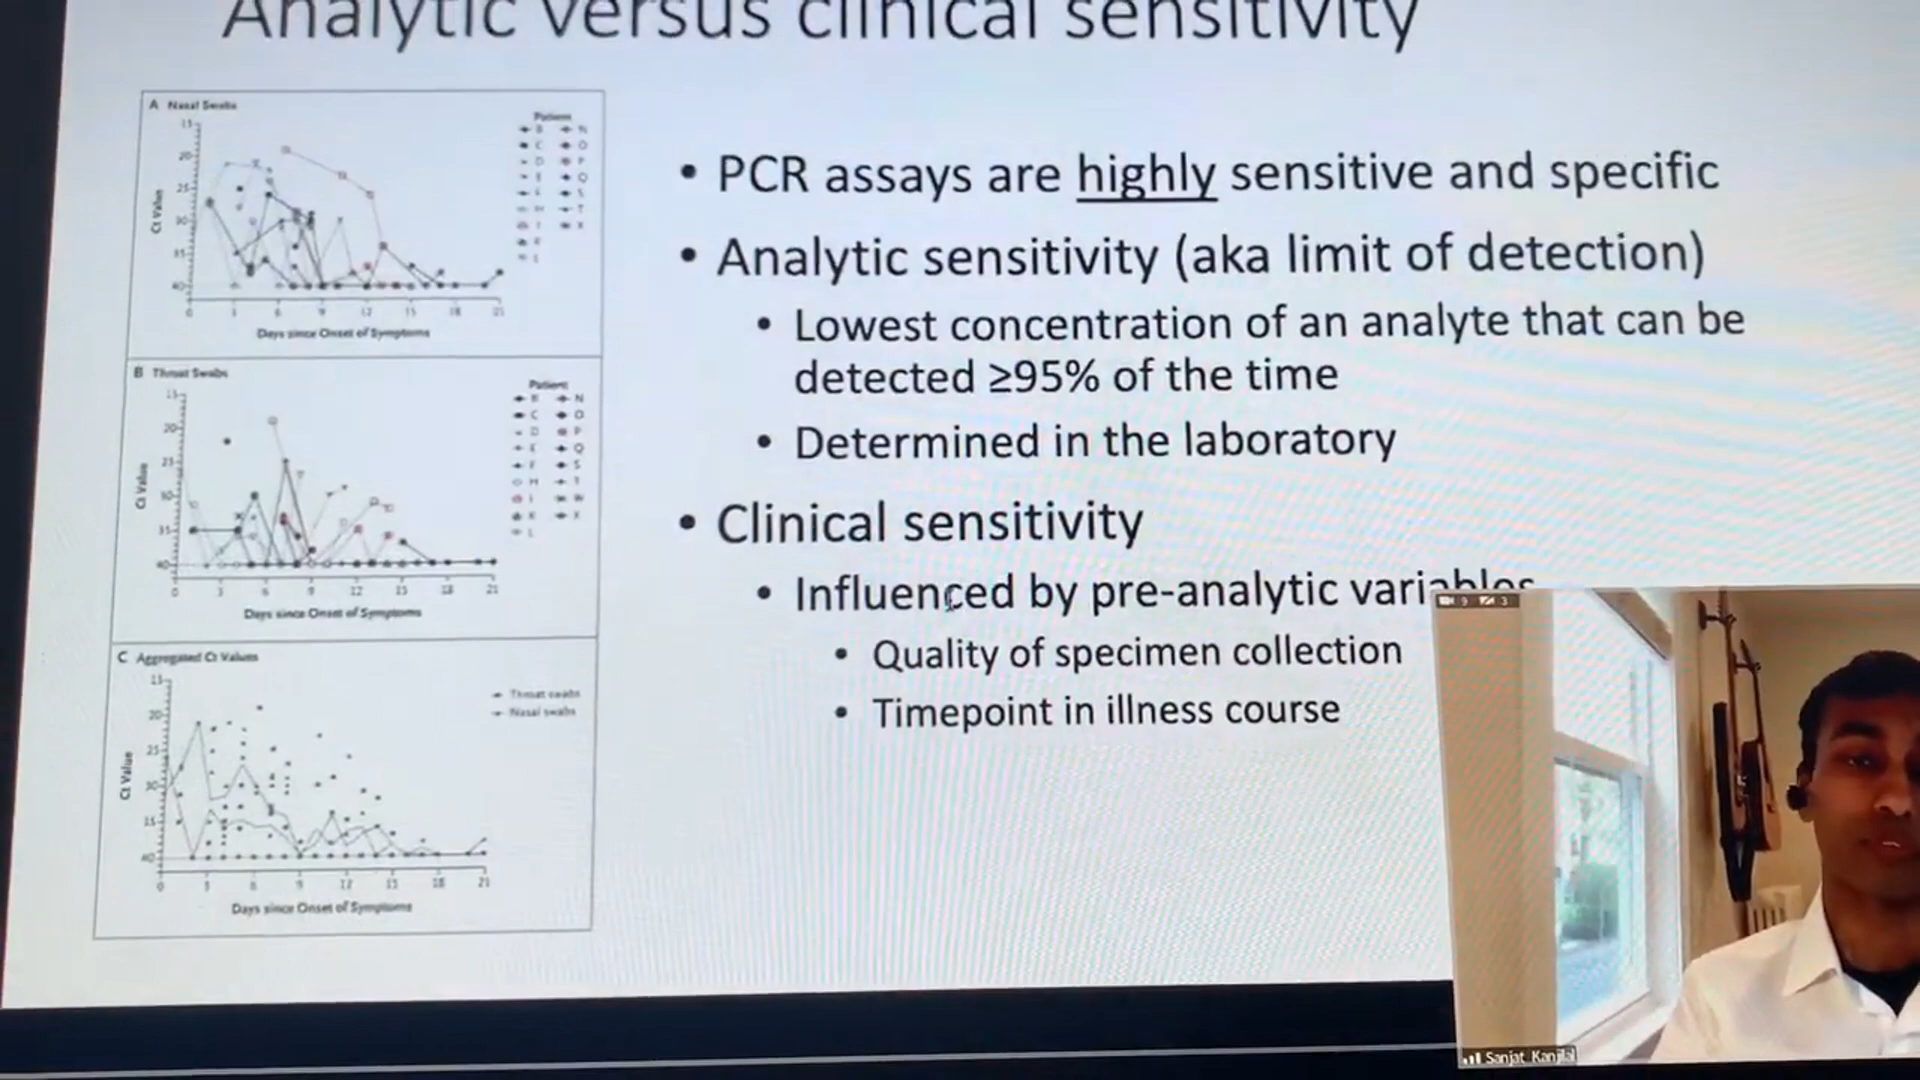 Analytic versus clinical sensitivity
A Nasal Swabs
Patient
Ct Value
Days since Onset of Symptoms
B Throat Swabs
Patient
Ct Value
Days since Onset of Symptoms
C Aggregated Ct Values
Throat swabs
Nasal swabs
Ct Value
Days since Onset of Symptoms
• PCR assays are highly sensitive and specific
• Analytic sensitivity (aka limit of detection)
• Lowest concentration of an analyte that can be
detected ≥95% of the time
• Determined in the laboratory
• Clinical sensitivity
• Influenced by pre-analytic variables
• Quality of specimen collection
• Timepoint in illness course
9 3
Sanjat Kanjilal